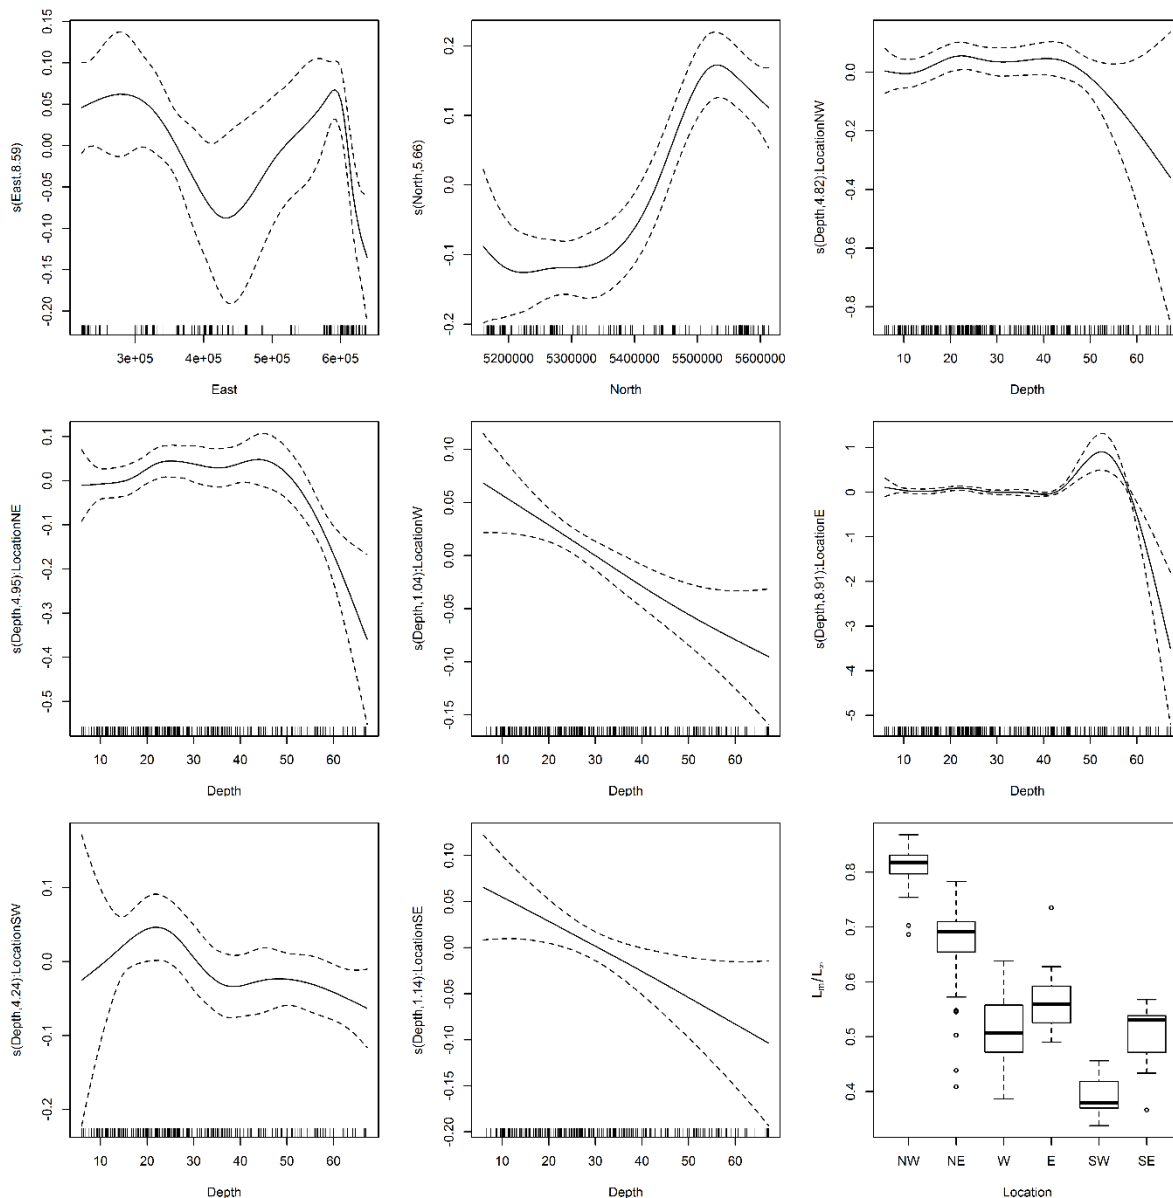 s(East,8.59)
0.15
0.10
0.05
0.00
-0.05
-0.10
-0.15
-0.20
3e+05 4e+05 5e+05 6e+05
East
s(North,5.66)
0.2
0.1
0.0
-0.1
-0.2
5200000 5300000 5400000 5500000 5600000
North
s(Depth,4.82):LocationNW
0.0
-0.2
-0.4
-0.6
-0.8
10 20 30 40 50 60
Depth
s(Depth,4.95):LocationNE
0.1
0.0
-0.1
-0.2
-0.3
-0.4
-0.5
10 20 30 40 50 60
Depth
s(Depth,1.04):LocationW
0.10
0.05
0.00
-0.05
-0.10
-0.15
10 20 30 40 50 60
Depth
s(Depth,8.91):LocationE
1
0
-1
-2
-3
-4
-5
10 20 30 40 50 60
Depth
s(Depth,4.24):LocationSW
0.1
0.0
-0.1
-0.2
10 20 30 40 50 60
Depth
s(Depth,1.14):LocationSE
0.10
0.05
0.00
-0.05
-0.10
-0.15
-0.20
10 20 30 40 50 60
Depth
Lm/L∞
0.8
0.7
0.6
0.5
0.4
NW NE W E SW SE
Location